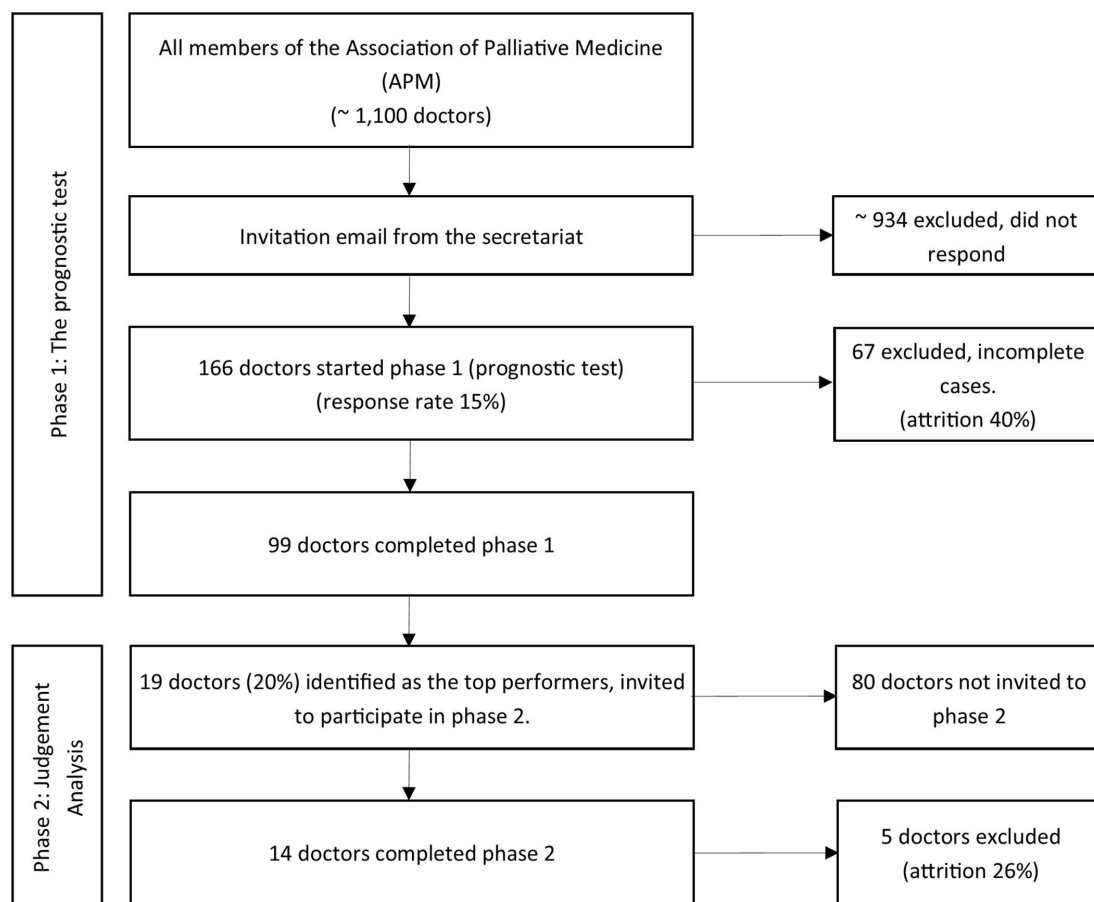 Phase 1: The prognostic test
All members of the Association of Palliative Medicine
(APM)
(~ 1,100 doctors)
Invitation email from the secretariat
~ 934 excluded, did not
respond
166 doctors started phase 1 (prognostic test)
(response rate 15%)
67 excluded, incomplete
cases.
(attrition 40%)
99 doctors completed phase 1
Phase 2: Judgement
Analysis
19 doctors (20%) identified as the top performers, invited
to participate in phase 2.
80 doctors not invited to
phase 2
14 doctors completed phase 2
5 doctors excluded
(attrition 26%)